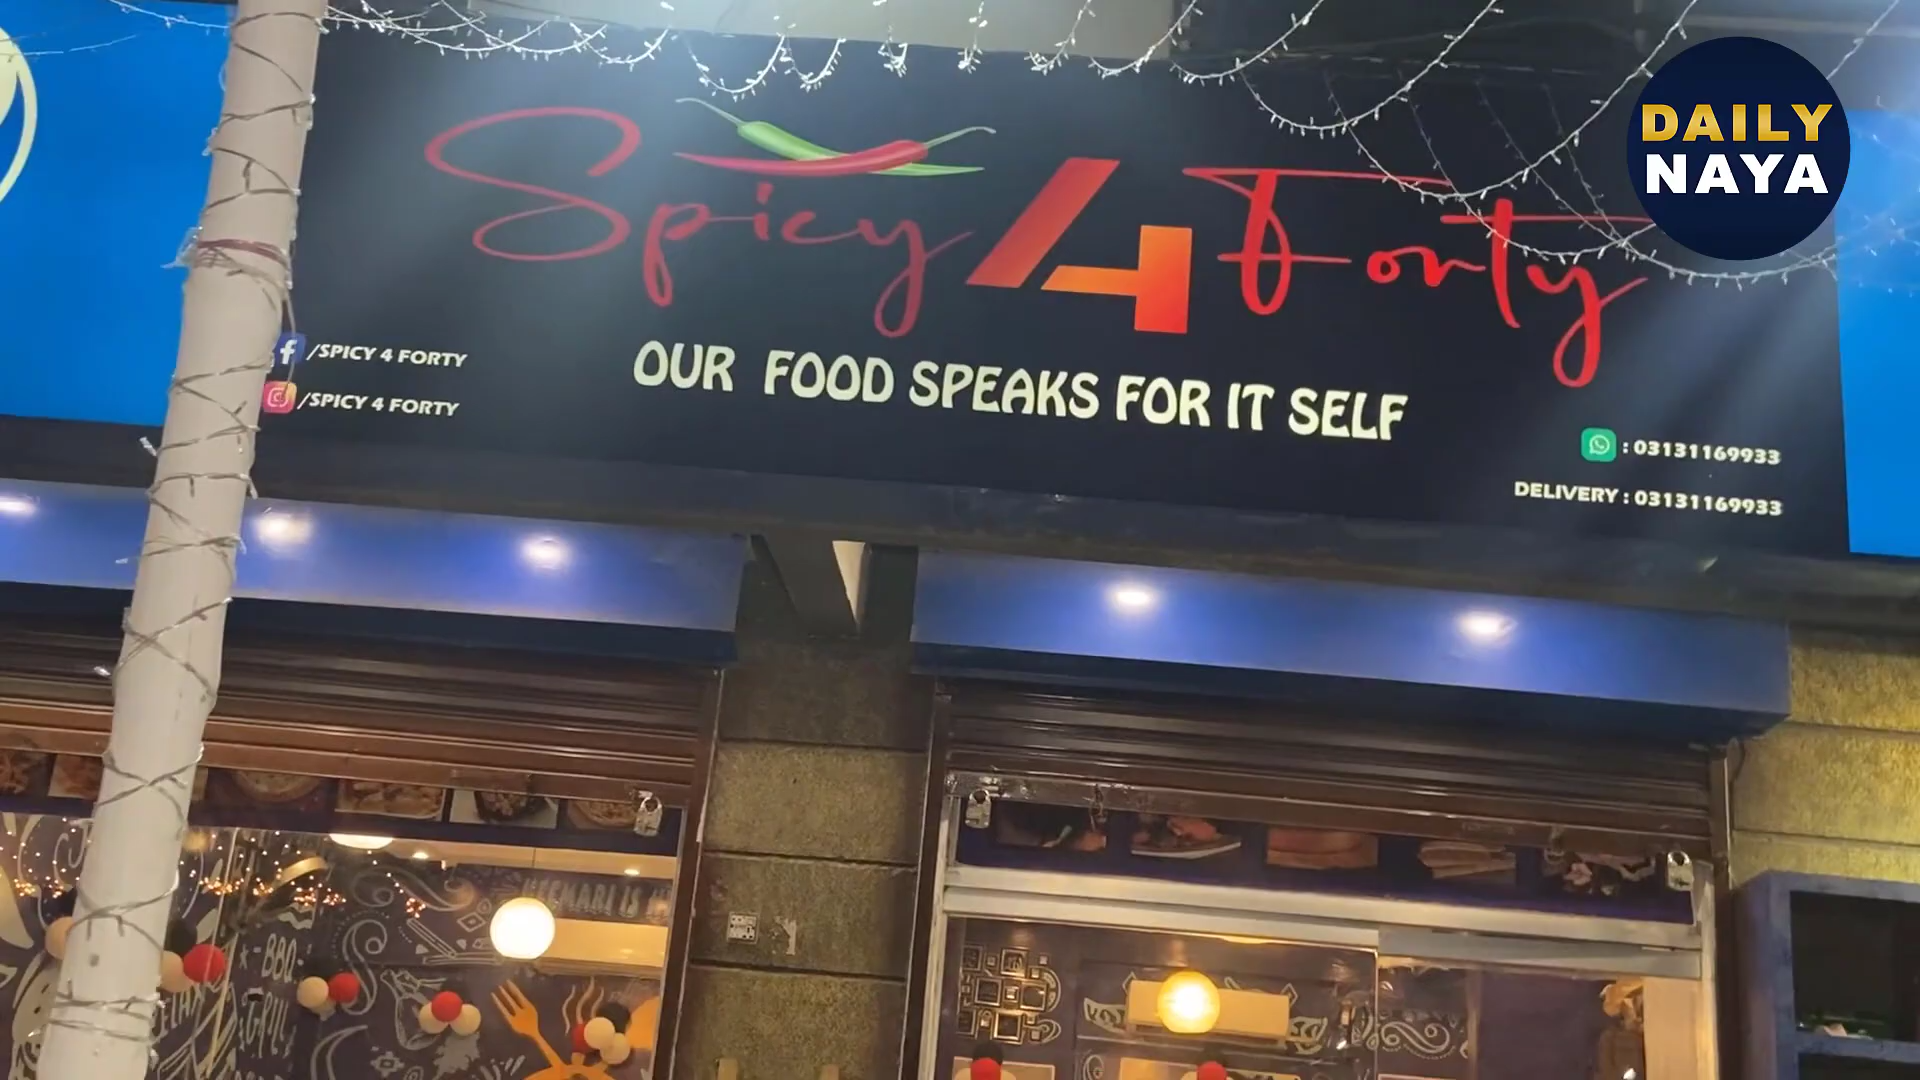 DAILY
NAYA
Spicy 4 Forty
OUR FOOD SPEAKS FOR IT SELF
/SPICY 4 FORTY
/SPICY 4 FORTY
: 03131169933
DELIVERY : 03131169933
BBQ